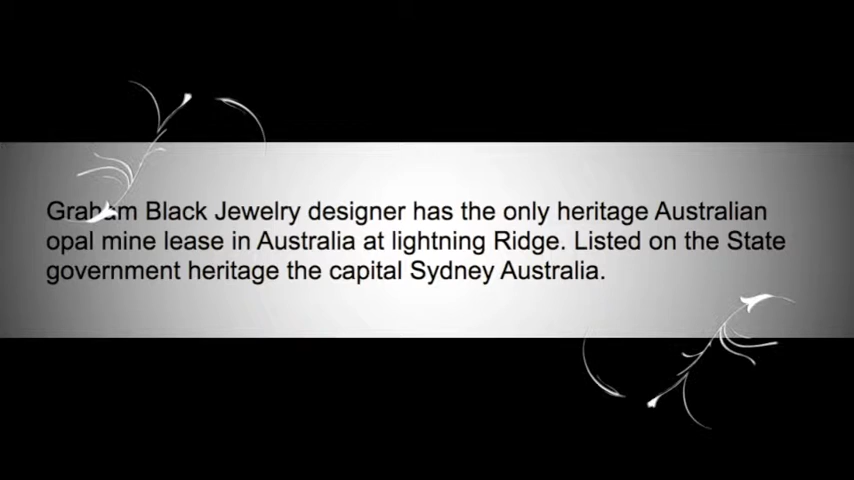 Graham Black Jewelry designer has the only heritage Australian
opal mine lease in Australia at lightning Ridge. Listed on the State
government heritage the capital Sydney Australia.